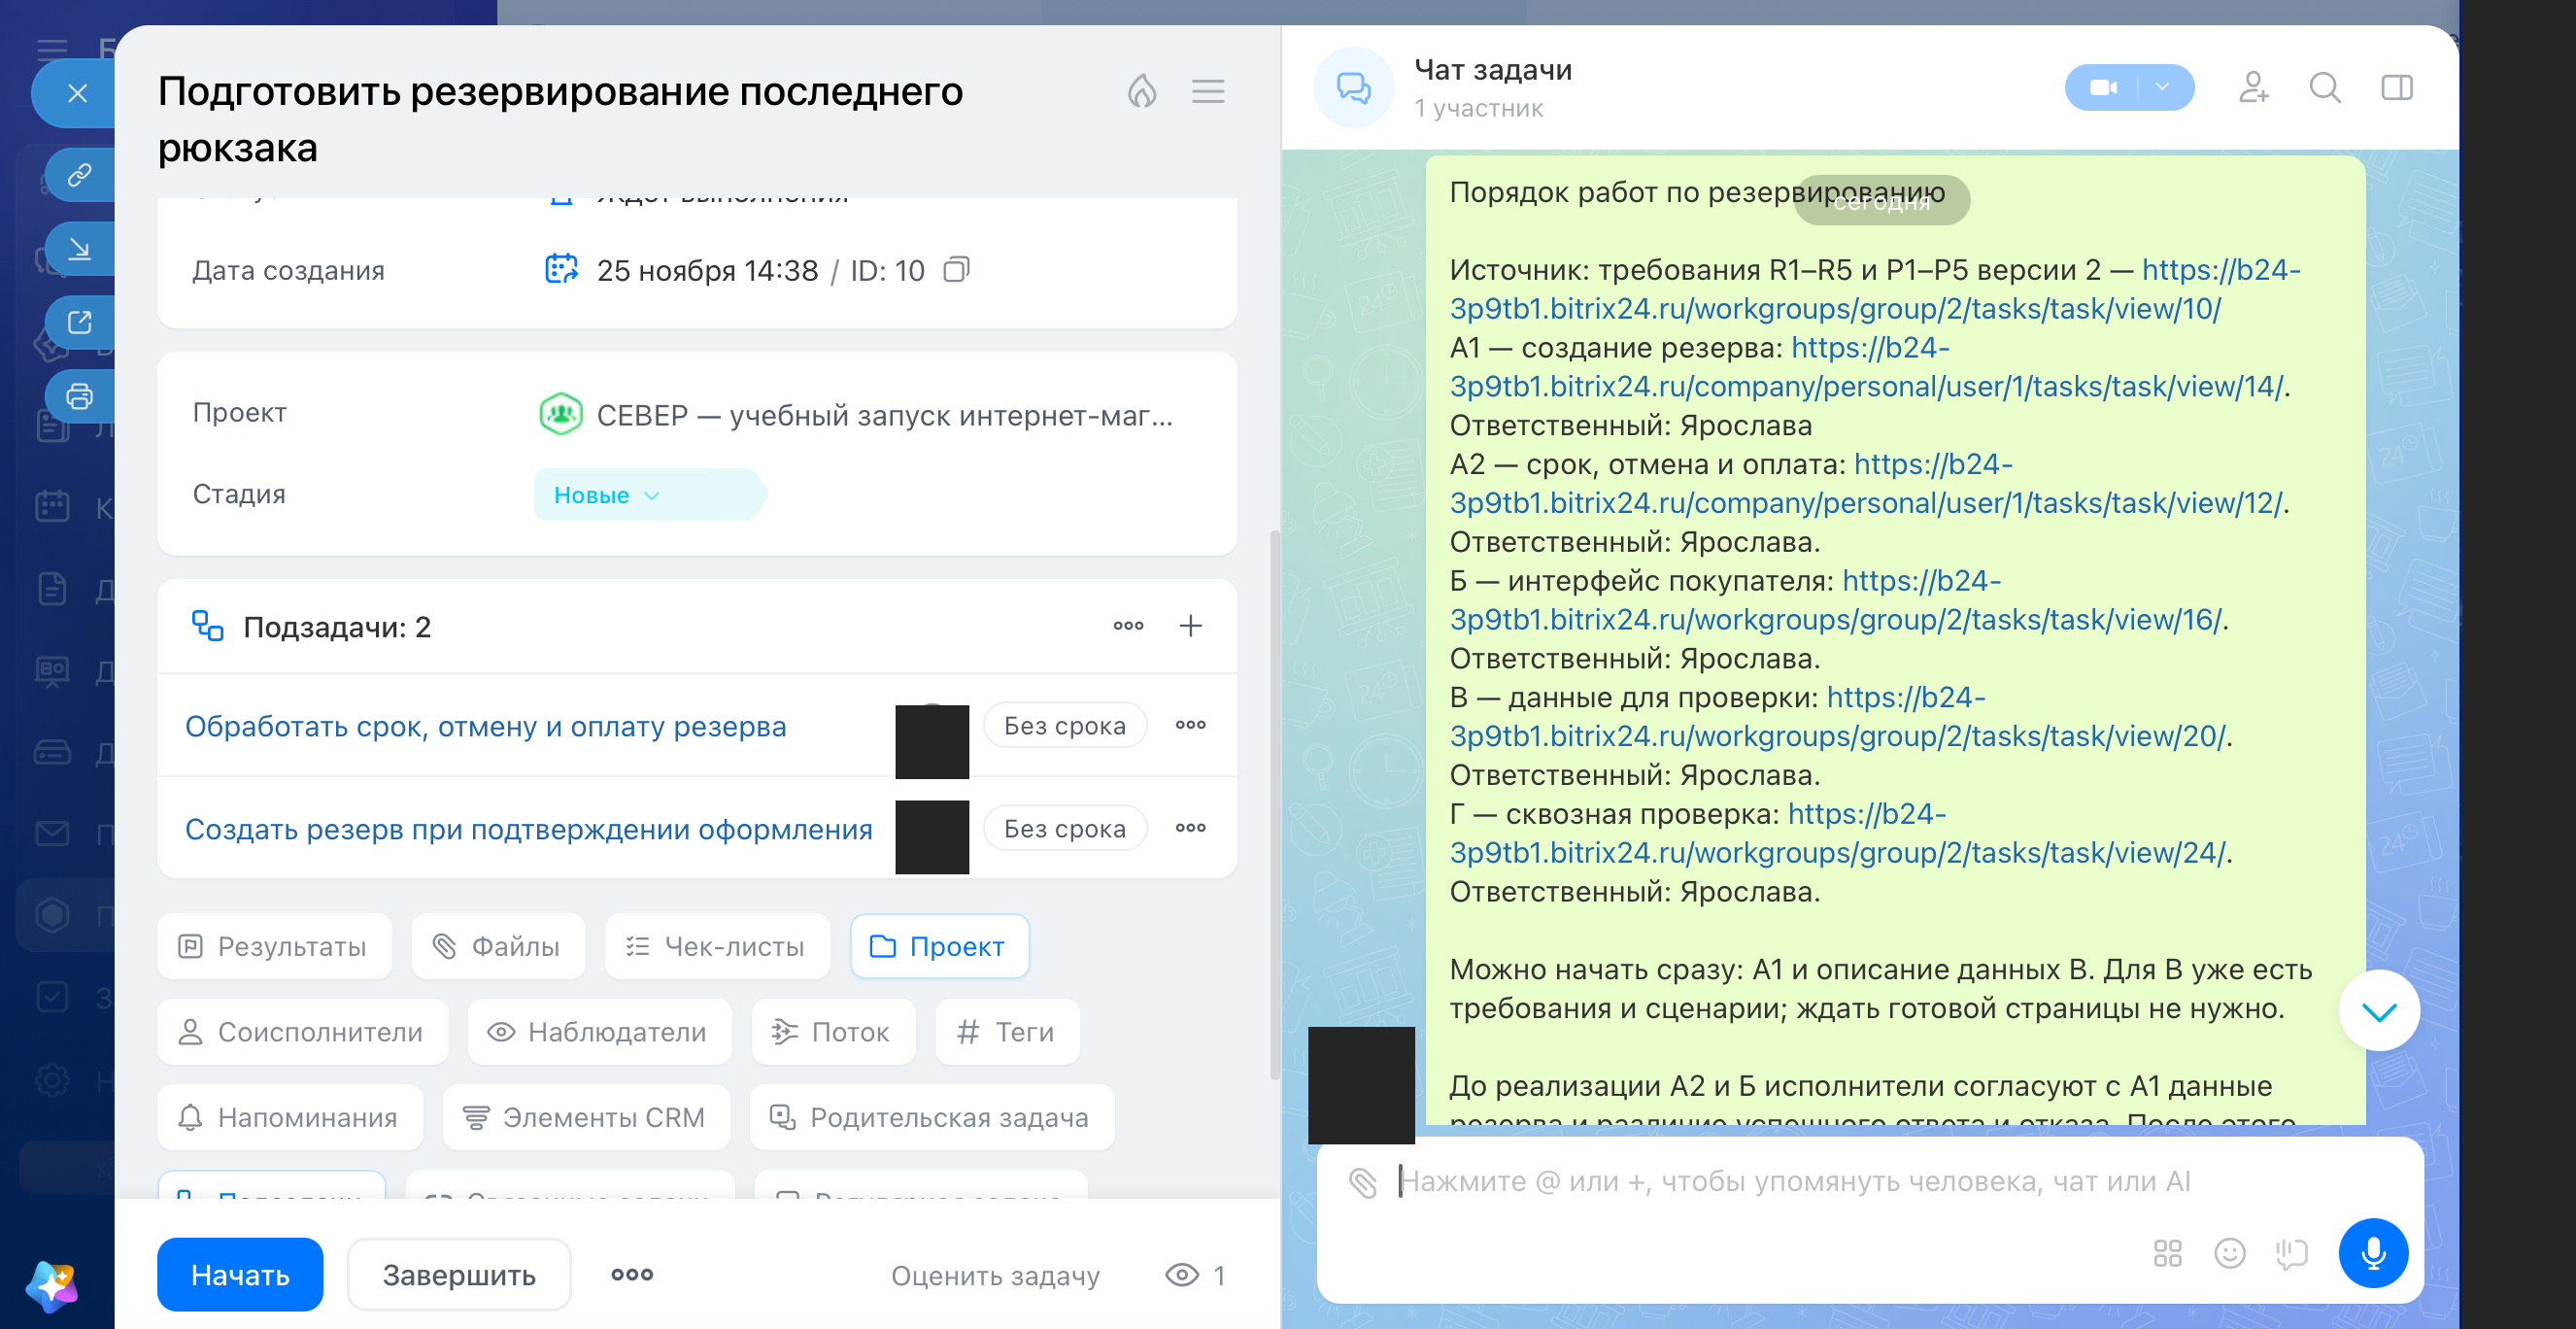 Подготовить резервирование последнего
рюкзака
Ждет выполнения
Дата создания
25 ноября 14:38 / ID: 10
Проект
СЕВЕР — учебный запуск интернет-маг...
Стадия
Новые
Подзадачи: 2
Обработать срок, отмену и оплату резерва
Без срока
Создать резерв при подтверждении оформления
Без срока
Результаты
Файлы
Чек-листы
Проект
Соисполнители
Наблюдатели
Поток
Теги
Напоминания
Элементы CRM
Родительская задача
Начать
Завершить
Оценить задачу
1
Чат задачи
1 участник
сегодня
Порядок работ по резервированию
Источник: требования R1–R5 и P1–P5 версии 2 — https://b24-
3p9tb1.bitrix24.ru/workgroups/group/2/tasks/task/view/10/
А1 — создание резерва: https://b24-
3p9tb1.bitrix24.ru/company/personal/user/1/tasks/task/view/14/.
Ответственный: Ярослава
А2 — срок, отмена и оплата: https://b24-
3p9tb1.bitrix24.ru/company/personal/user/1/tasks/task/view/12/.
Ответственный: Ярослава.
Б — интерфейс покупателя: https://b24-
3p9tb1.bitrix24.ru/workgroups/group/2/tasks/task/view/16/.
Ответственный: Ярослава.
В — данные для проверки: https://b24-
3p9tb1.bitrix24.ru/workgroups/group/2/tasks/task/view/20/.
Ответственный: Ярослава.
Г — сквозная проверка: https://b24-
3p9tb1.bitrix24.ru/workgroups/group/2/tasks/task/view/24/.
Ответственный: Ярослава.
Можно начать сразу: А1 и описание данных В. Для В уже есть
требования и сценарии; ждать готовой страницы не нужно.
До реализации А2 и Б исполнители согласуют с А1 данные
резерва и различие успешного ответа и отказа. После этого
Нажмите @ или +, чтобы упомянуть человека, чат или AI